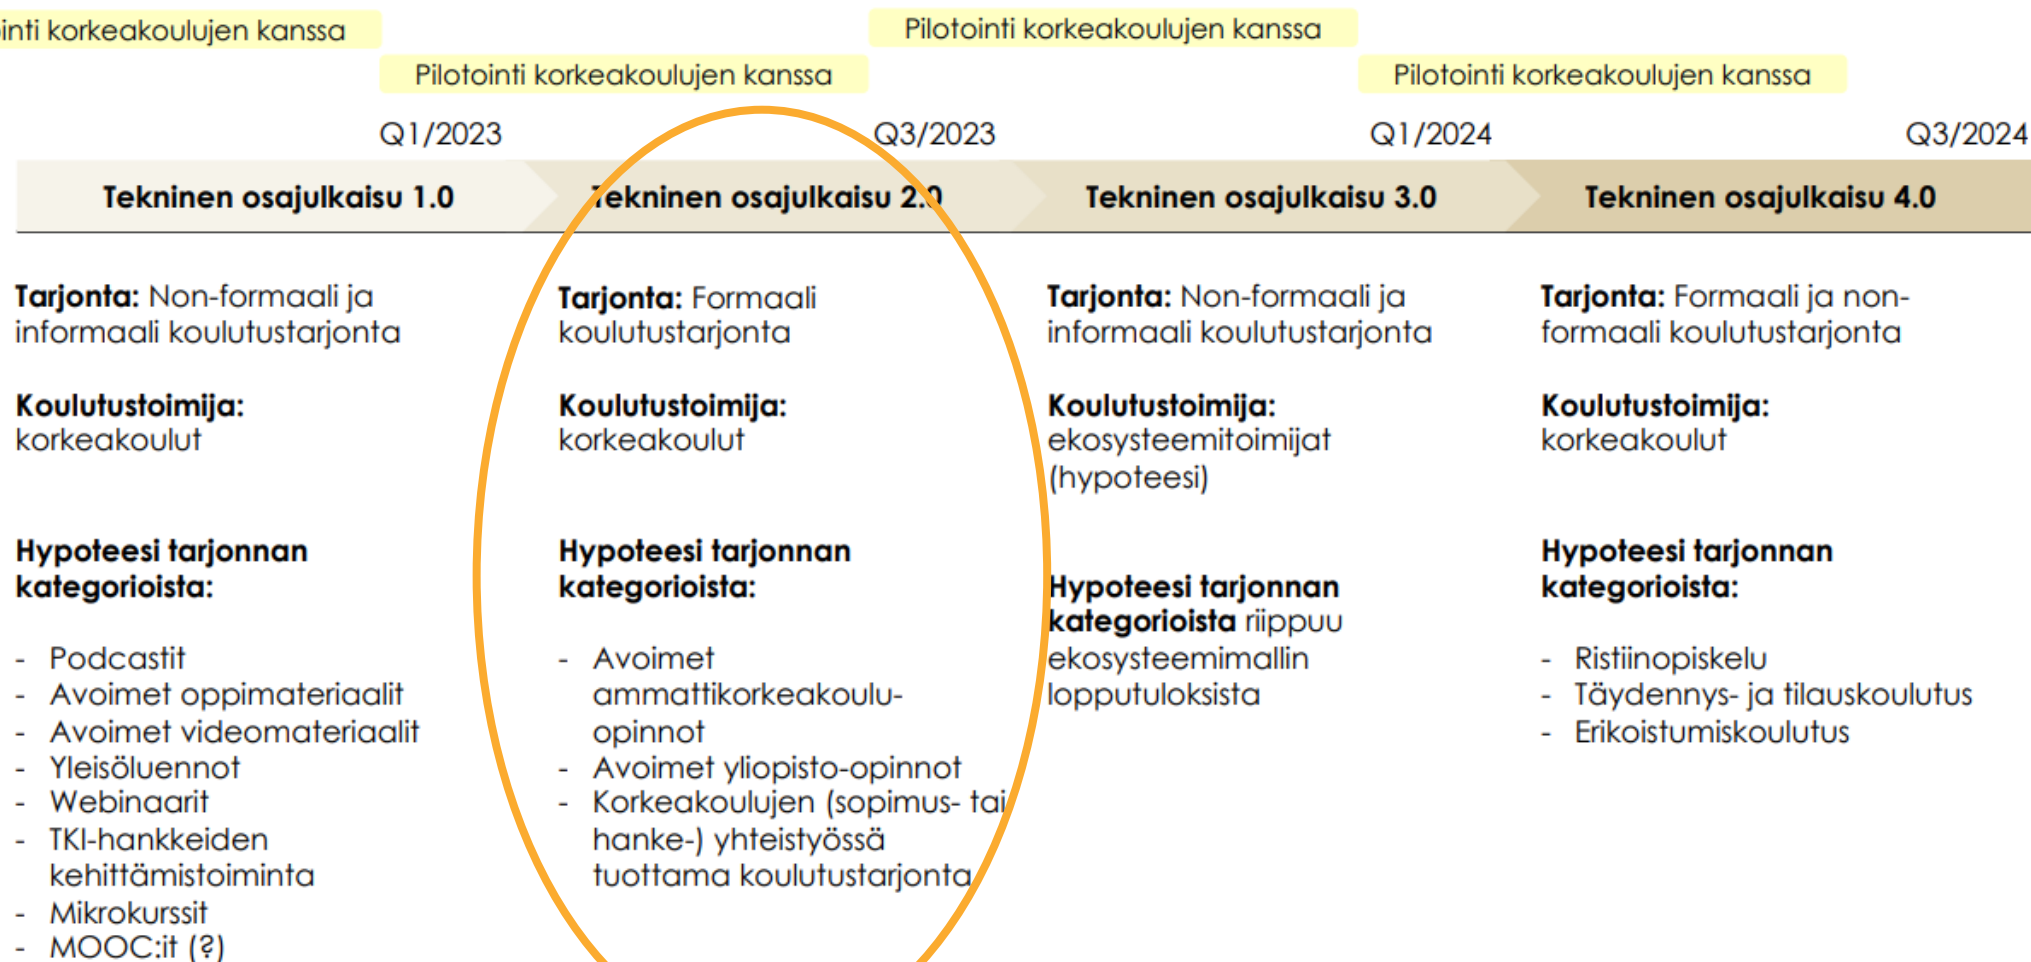 inti korkeakoulujen kanssa
Pilotointi korkeakoulujen kanssa
Pilotointi korkeakoulujen kanssa
Pilotointi korkeakoulujen kanssa
Q1/2023
Q3/2023
Q1/2024
Q3/2024
Tekninen osajulkaisu 1.0
Tekninen osajulkaisu 2.0
Tekninen osajulkaisu 3.0
Tekninen osajulkaisu 4.0
Tarjonta: Non-formaali ja
informaali koulutustarjonta
Koulutustoimija:
korkeakoulut
Hypoteesi tarjonnan
kategorioista:
- Podcastit
- Avoimet oppimateriaalit
- Avoimet videomateriaalit
- Yleisöluennot
- Webinaarit
- TKI-hankkeiden
kehittämistoiminta
- Mikrokurssit
- MOOC:it (?)
Tarjonta: Formaali
koulutustarjonta
Koulutustoimija:
korkeakoulut
Hypoteesi tarjonnan
kategorioista:
- Avoimet
ammattikorkeakoulu-
opinnot
- Avoimet yliopisto-opinnot
- Korkeakoulujen (sopimus- tai
hanke-) yhteistyössä
tuottama koulutustarjonta
Tarjonta: Non-formaali ja
informaali koulutustarjonta
Koulutustoimija:
ekosysteemitoimijat
(hypoteesi)
Hypoteesi tarjonnan
kategorioista riippuu
ekosysteemimallin
lopputuloksista
Tarjonta: Formaali ja non-
formaali koulutustarjonta
Koulutustoimija:
korkeakoulut
Hypoteesi tarjonnan
kategorioista:
- Ristiinopiskelu
- Täydennys- ja tilauskoulutus
- Erikoistumiskoulutus